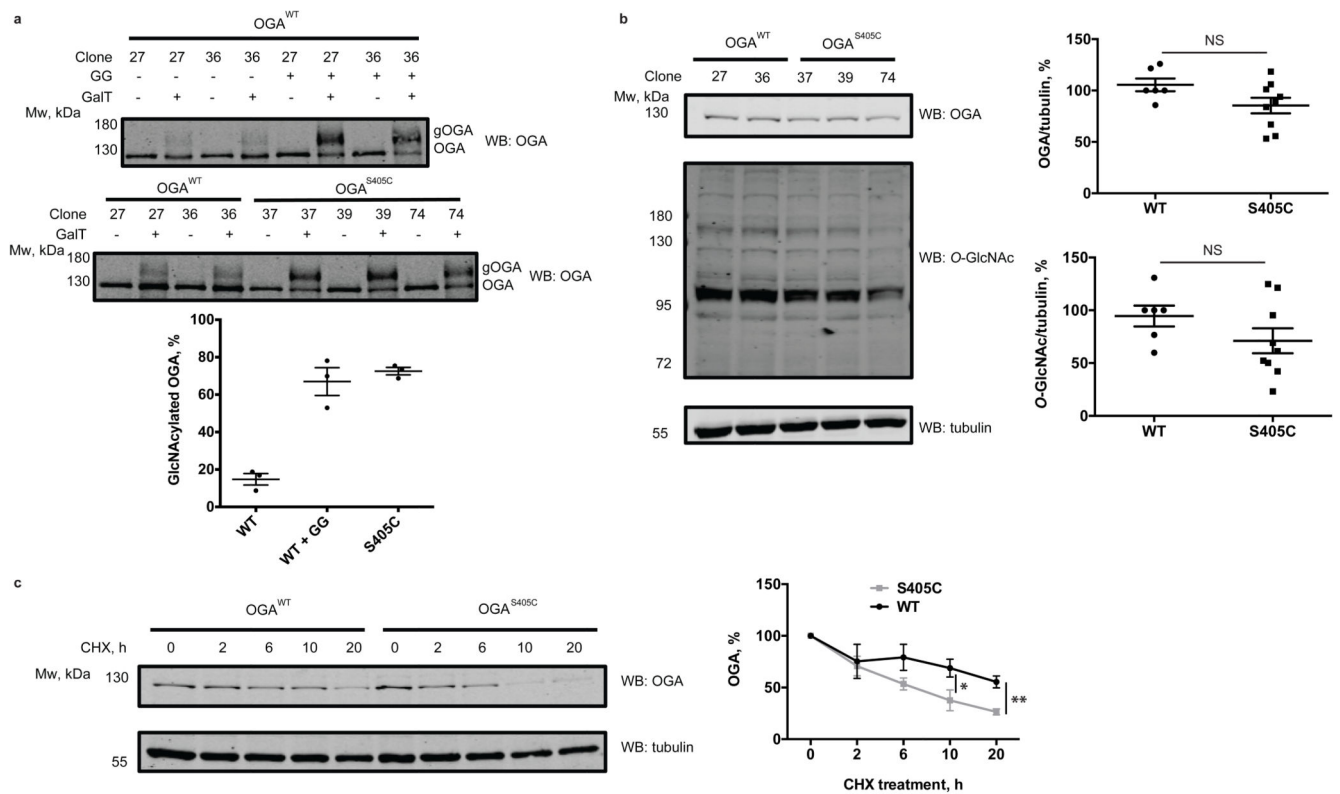 a
OGA^WT
Clone 27 27 36 36 27 27 36 36
GG - - - - + + + +
GalT - + - + - + - +
Mw, kDa
180
130
gOGA
OGA
WB: OGA
OGA^WT OGA^S405C
Clone 27 27 36 36 37 37 39 39 74 74
GalT - + - + - + - + - +
Mw, kDa
180
130
gOGA
OGA
WB: OGA
GlcNAcylated OGA, %
100
80
60
40
20
0
WT
WT + GG
S405C
b
OGA^WT OGA^S405C
Clone 27 36 37 39 74
Mw, kDa
130
WB: OGA
180
130
95
72
WB: O-GlcNAc
55
WB: tubulin
OGA/tubulin, %
150
100
50
0
NS
WT S405C
O-GlcNAc/tubulin, %
150
100
50
0
NS
WT S405C
c
OGA^WT OGA^S405C
CHX, h 0 2 6 10 20 0 2 6 10 20
Mw, kDa
130
WB: OGA
55
WB: tubulin
OGA, %
150
100
50
0
S405C
WT
*
**
0 2 6 10 20
CHX treatment, h